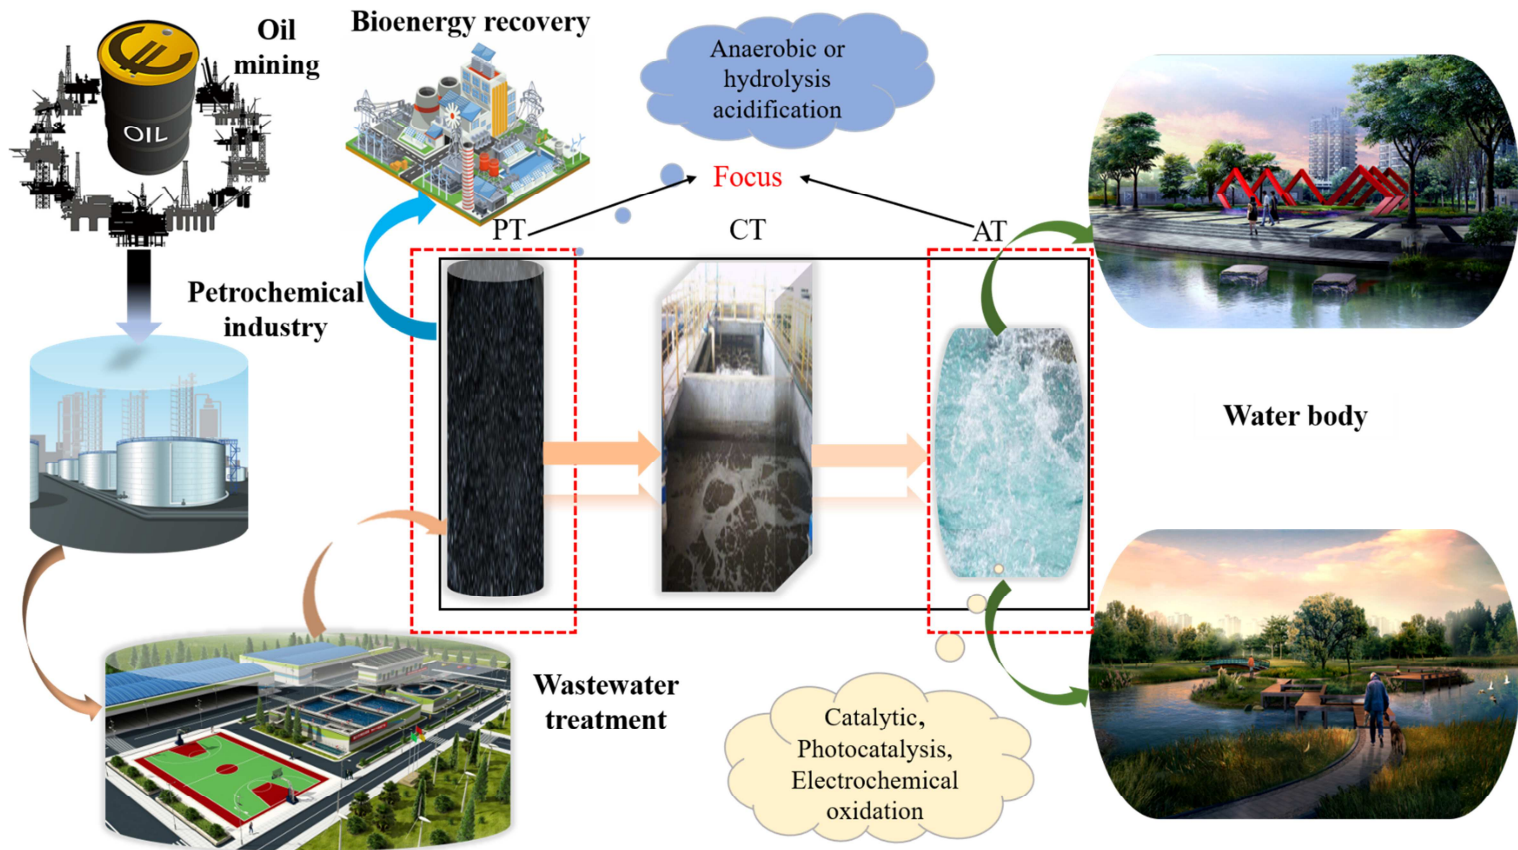 Oil
mining
OIL
Bioenergy recovery
Anaerobic or
hydrolysis
acidification
Focus
PT
CT
AT
Petrochemical
industry
Water body
Wastewater
treatment
Catalytic,
Photocatalysis,
Electrochemical
oxidation